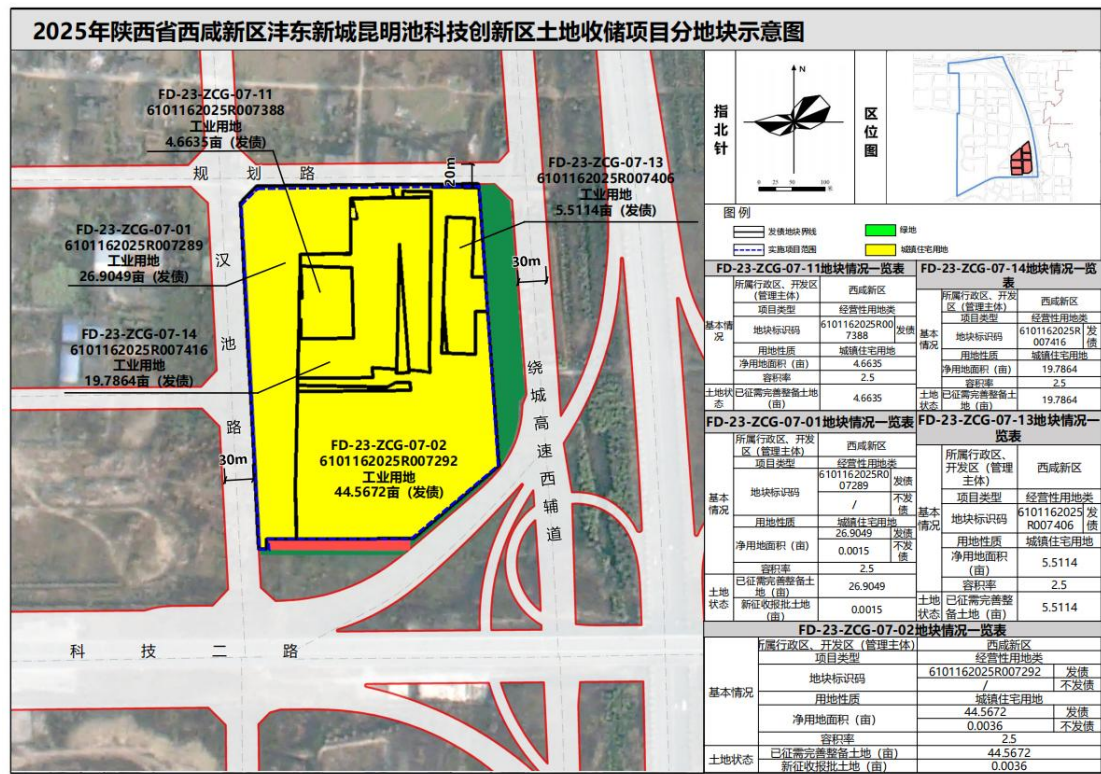 2025年陕西省西咸新区沣东新城昆明池科技创新区土地收储项目分地块示意图
FD-23-ZCG-07-11
6101162025R007388
工业用地
4.6635亩（发债）
规 划 路
20m
FD-23-ZCG-07-13
6101162025R007406
工业用地
5.5114亩（发债）
FD-23-ZCG-07-01
6101162025R007289
工业用地
26.9049亩（发债）
汉 池 路
30m
FD-23-ZCG-07-14
6101162025R007416
工业用地
19.7864亩（发债）
绕城高速西辅道
FD-23-ZCG-07-02
6101162025R007292
工业用地
44.5672亩（发债）
30m
科 技 二 路
指北针
N
0 25 50 100
米
区位图
图 例
发债地块界线
绿地
实施项目范围
城镇住宅用地
FD-23-ZCG-07-11地块情况一览表
基本情况
所属行政区、开发区（管理主体）
西咸新区
项目类型
经营性用地类
地块标识码
6101162025R007388
发债
用地性质
城镇住宅用地
净用地面积（亩）
4.6635
容积率
2.5
土地状态
已征需完善整备土地（亩）
4.6635
FD-23-ZCG-07-14地块情况一览表
基本情况
所属行政区、开发区（管理主体）
西咸新区
项目类型
经营性用地类
地块标识码
6101162025R007416
发债
用地性质
城镇住宅用地
净用地面积（亩）
19.7864
容积率
2.5
土地状态
已征需完善整备土地（亩）
19.7864
FD-23-ZCG-07-01地块情况一览表
基本情况
所属行政区、开发区（管理主体）
西咸新区
项目类型
经营性用地类
地块标识码
6101162025R007289
发债
/
不发债
用地性质
城镇住宅用地
净用地面积（亩）
26.9049
发债
0.0015
不发债
容积率
2.5
土地状态
已征需完善整备土地（亩）
26.9049
新征收报批土地（亩）
0.0015
FD-23-ZCG-07-13地块情况一览表
基本情况
所属行政区、开发区（管理主体）
西咸新区
项目类型
经营性用地类
地块标识码
6101162025R007406
发债
用地性质
城镇住宅用地
净用地面积（亩）
5.5114
容积率
2.5
土地状态
已征需完善整备土地（亩）
5.5114
FD-23-ZCG-07-02地块情况一览表
基本情况
所属行政区、开发区（管理主体）
西咸新区
项目类型
经营性用地类
地块标识码
6101162025R007292
发债
/
不发债
用地性质
城镇住宅用地
净用地面积（亩）
44.5672
发债
0.0036
不发债
容积率
2.5
土地状态
已征需完善整备土地（亩）
44.5672
新征收报批土地（亩）
0.0036